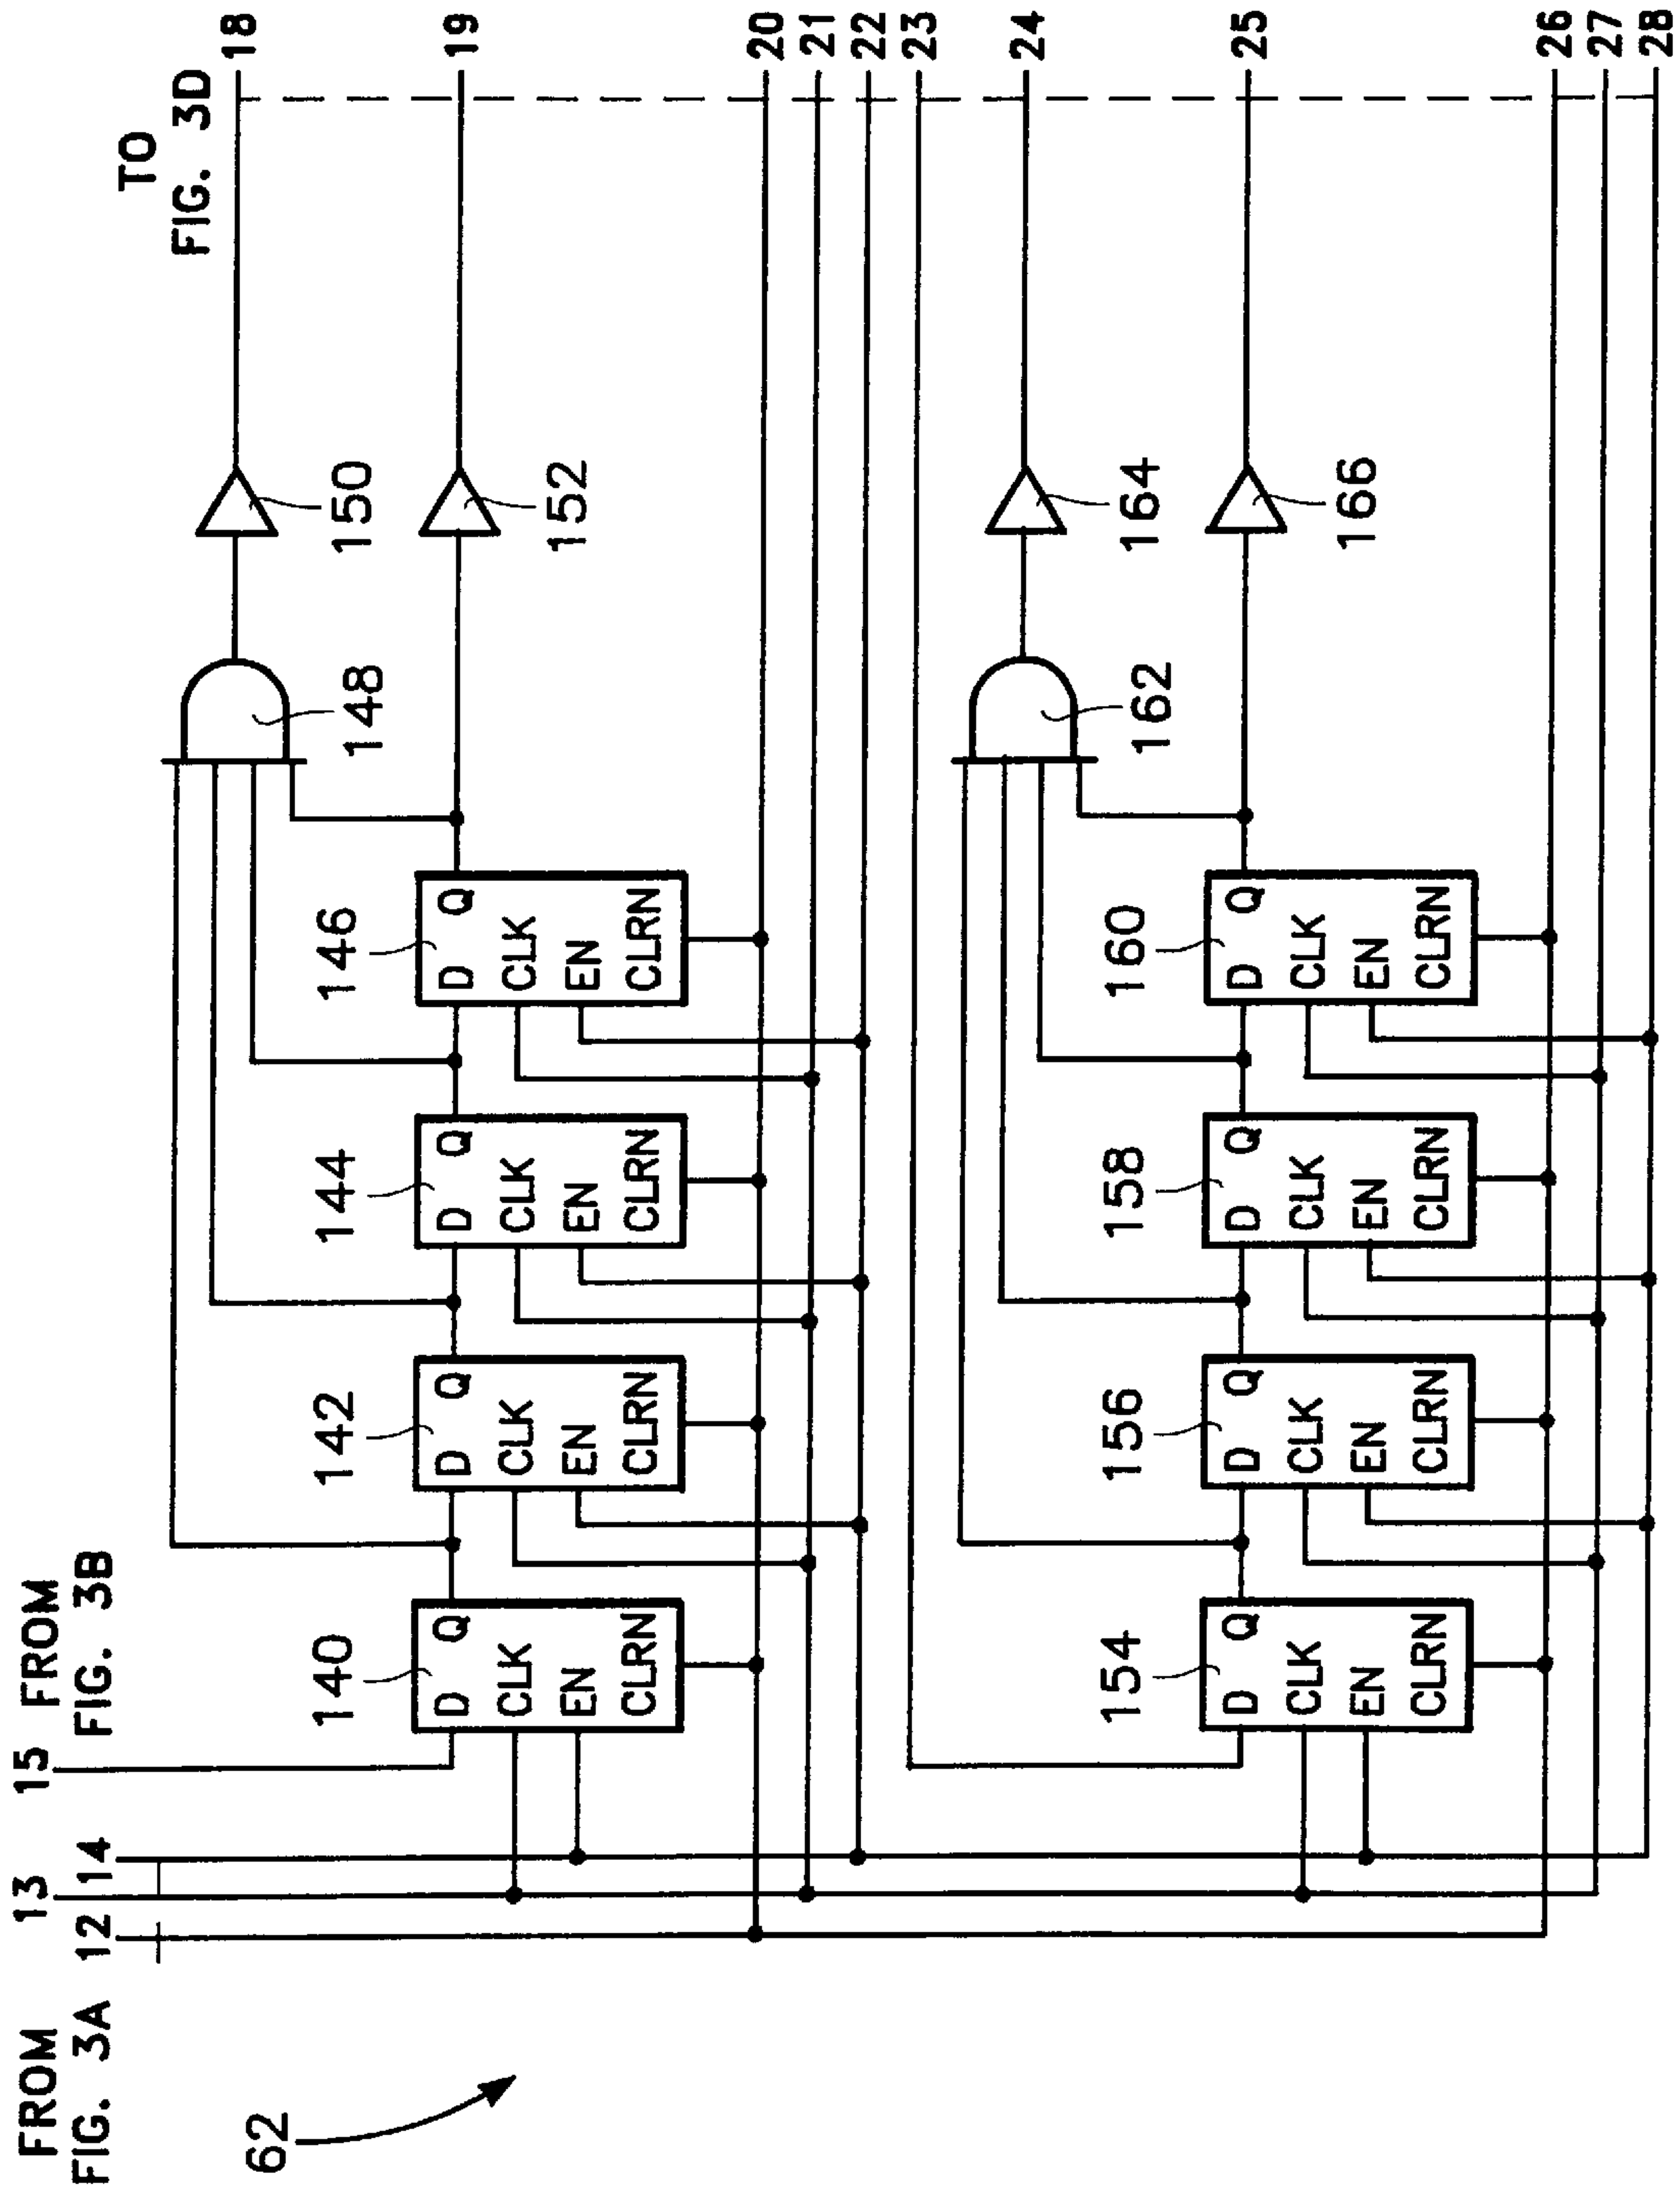 FROM
FIG. 3A
12
13
14
15
FROM
FIG. 3B
TO
FIG. 3D
62
18
19
20
21
22
23
24
25
26
27
28
140
D Q
CLK
EN
CLRN
142
D Q
CLK
EN
CLRN
144
D Q
CLK
EN
CLRN
146
D Q
CLK
EN
CLRN
148
150
152
154
D Q
CLK
EN
CLRN
156
D Q
CLK
EN
CLRN
158
D Q
CLK
EN
CLRN
160
D Q
CLK
EN
CLRN
162
164
166